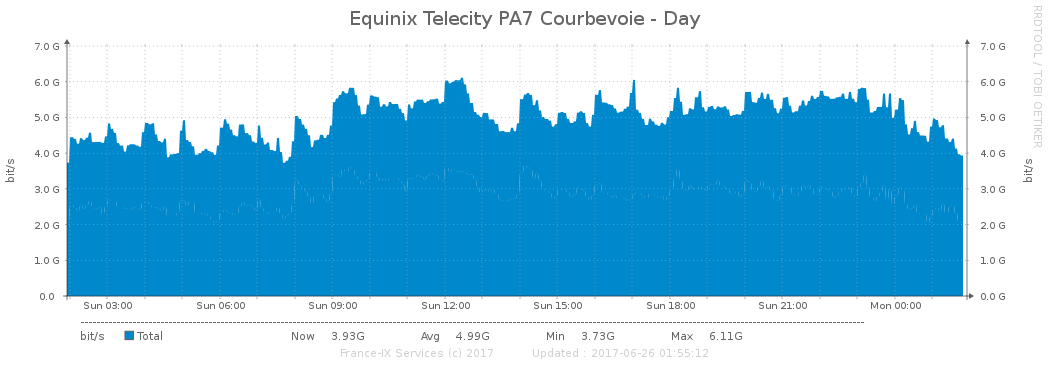 Equinix Telecity PA7 Courbevoie - Day
RRDTOOL / TOBI OETIKER
7.0 G 7.0 G
6.0 G 6.0 G
5.0 G 5.0 G
4.0 G 4.0 G
3.0 G 3.0 G
2.0 G 2.0 G
1.0 G 1.0 G
0.0 0.0 G
bit/s bit/s
Sun 03:00 Sun 06:00 Sun 09:00 Sun 12:00 Sun 15:00 Sun 18:00 Sun 21:00 Mon 00:00
bit/s Total Now 3.93G Avg 4.99G Min 3.73G Max 6.11G
France-IX Services (c) 2017 Updated : 2017-06-26 01:55:12